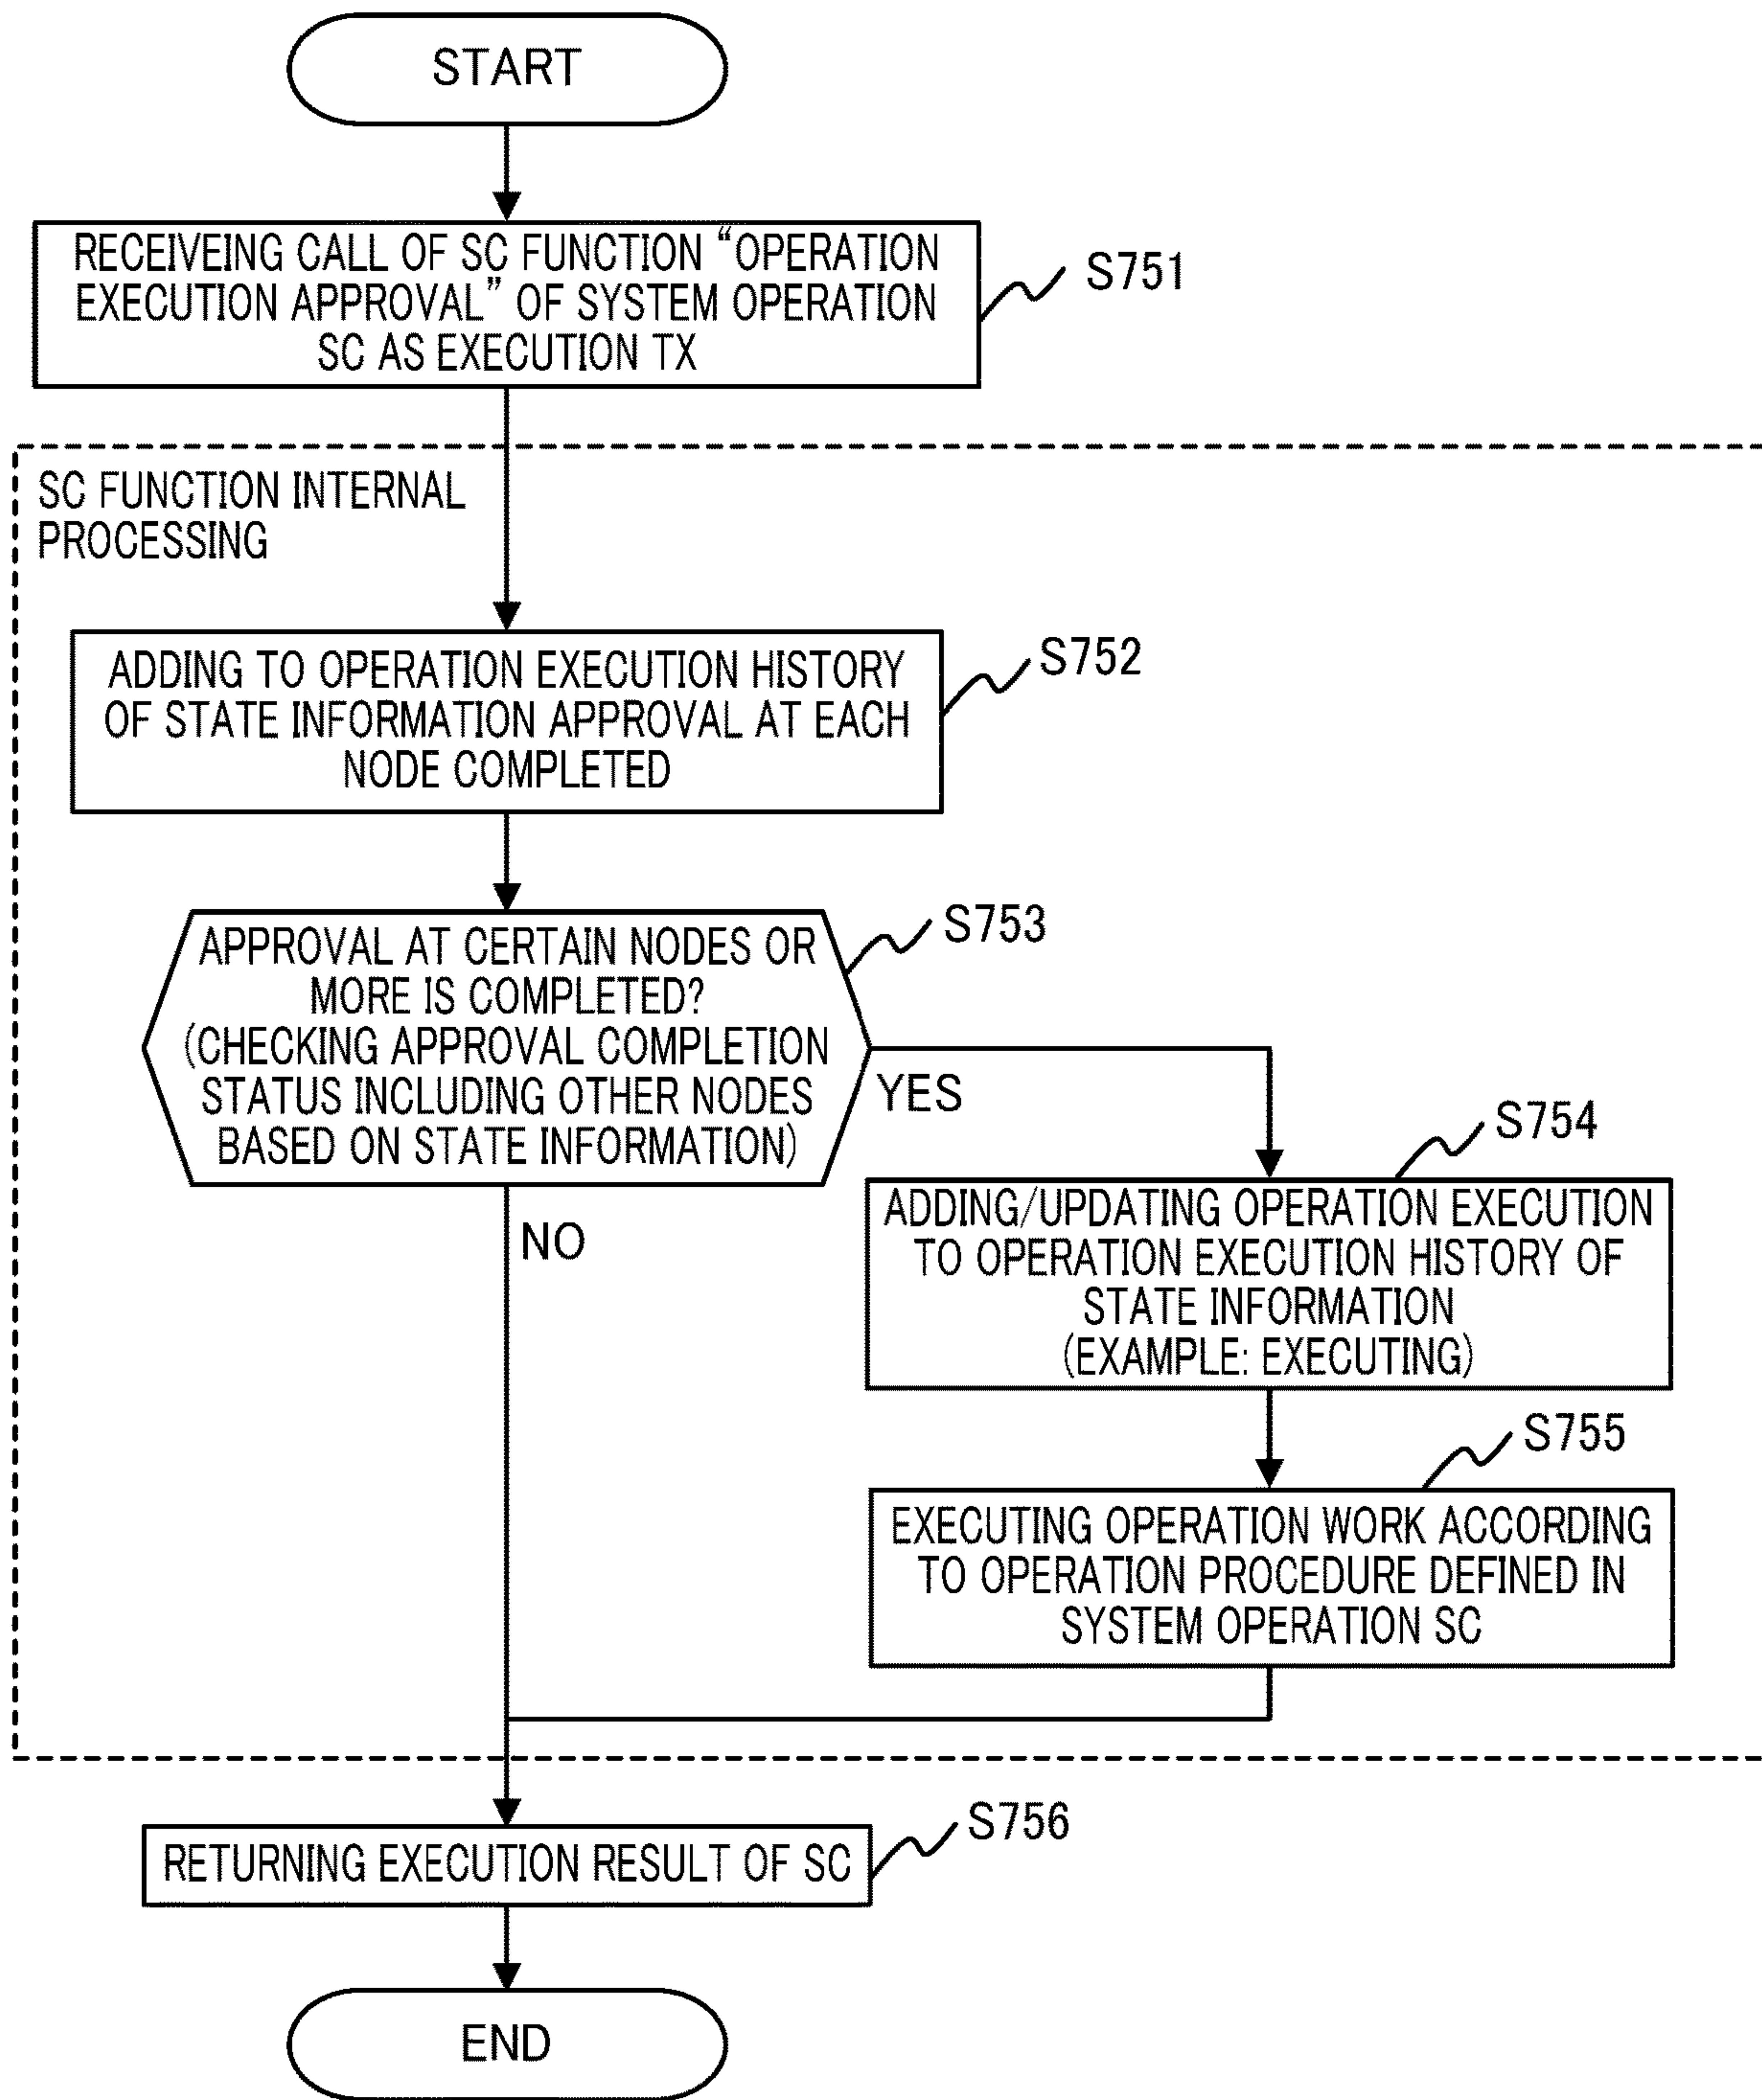 START
RECEIVEING CALL OF SC FUNCTION “OPERATION
EXECUTION APPROVAL” OF SYSTEM OPERATION
SC AS EXECUTION TX
S751
SC FUNCTION INTERNAL
PROCESSING
ADDING TO OPERATION EXECUTION HISTORY
OF STATE INFORMATION APPROVAL AT EACH
NODE COMPLETED
S752
APPROVAL AT CERTAIN NODES OR
MORE IS COMPLETED?
(CHECKING APPROVAL COMPLETION
STATUS INCLUDING OTHER NODES
BASED ON STATE INFORMATION)
S753
YES
NO
S754
ADDING/UPDATING OPERATION EXECUTION
TO OPERATION EXECUTION HISTORY OF
STATE INFORMATION
(EXAMPLE: EXECUTING)
S755
EXECUTING OPERATION WORK ACCORDING
TO OPERATION PROCEDURE DEFINED IN
SYSTEM OPERATION SC
RETURNING EXECUTION RESULT OF SC
S756
END